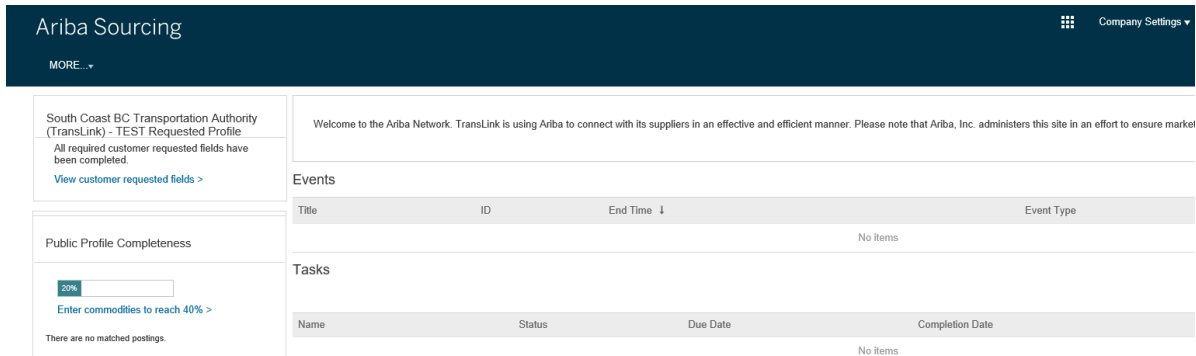 Ariba Sourcing
Company Settings ▾
MORE...▾
South Coast BC Transportation Authority
(TransLink) - TEST Requested Profile
All required customer requested fields have
been completed.
View customer requested fields >
Public Profile Completeness
20%
Enter commodities to reach 40% >
There are no matched postings.
Welcome to the Ariba Network. TransLink is using Ariba to connect with its suppliers in an effective and efficient manner. Please note that Ariba, Inc. administers this site in an effort to ensure market
Events
Title ID End Time ↓ Event Type
No items
Tasks
Name Status Due Date Completion Date
No items